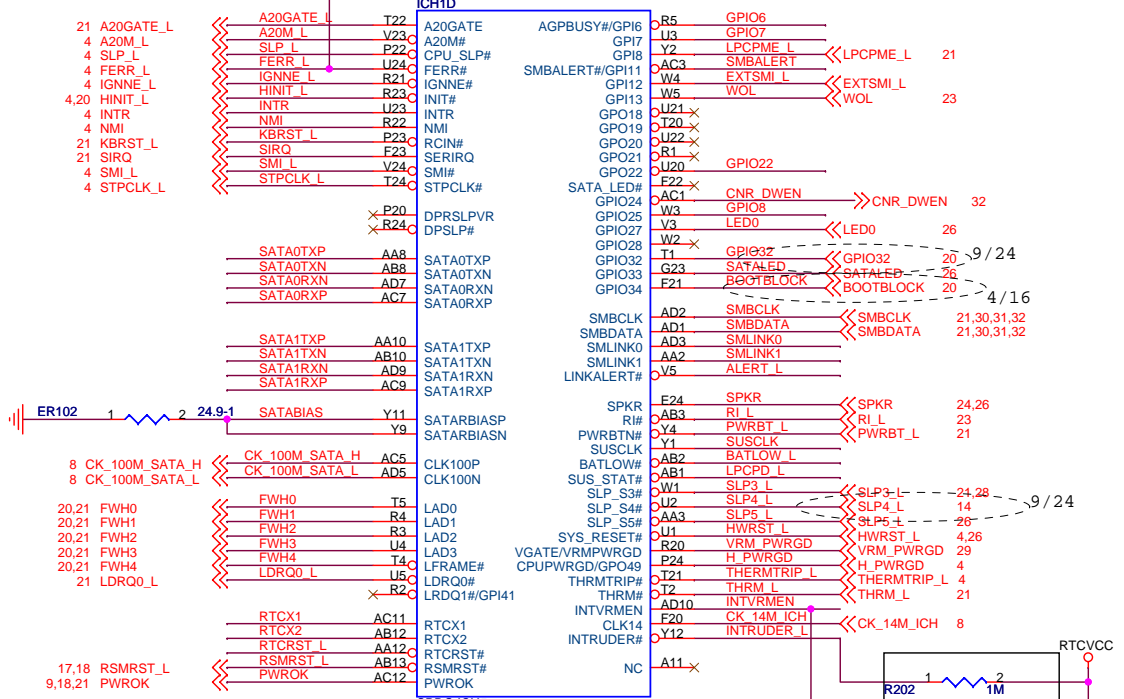 ICH1D
21 A20GATE_L A20GATE_L T22 A20GATE AGPBUSY#/GPI6 R5 GPIO6
4 A20M_L A20M_L V23 A20M# GPI7 U3 GPIO7
4 SLP_L SLP_L P22 CPU_SLP# GPI8 Y2 LPCPME_L LPCPME_L 21
4 FERR_L FERR_L U24 FERR# SMBALERT#/GPI11 AC3 SMBALERT
4 IGNNE_L IGNNE_L R21 IGNNE# GPI12 W4 EXTSMI_L EXTSMI_L
4,20 HINIT_L HINIT_L R23 INIT# GPI13 W5 WOL WOL 23
4 INTR INTR U23 INTR GPO18 U21
4 NMI NMI R22 NMI GPO19 T20
21 KBRST_L KBRST_L P23 RCIN# GPO20 U22
21 SIRQ SIRQ F23 SERIRQ GPO21 R1
4 SMI_L SMI_L V24 SMI# GPO22 U20 GPIO22
4 STPCLK_L STPCLK_L T24 STPCLK# SATA_LED# F22
GPIO24 AC1 CNR_DWEN CNR_DWEN 32
P20 DPRSLPVR GPIO25 W3 GPIO8
R24 DPSLP# GPIO27 V3 LED0 LED0 26
GPIO28 W2
SATA0TXP AA8 SATA0TXP GPIO32 T1 GPIO32 GPIO32 20 9/24
SATA0TXN AB8 SATA0TXN GPIO33 G23 SATALED SATALED 26
SATA0RXN AD7 SATA0RXN GPIO34 F21 BOOTBLOCK BOOTBLOCK 20
SATA0RXP AC7 SATA0RXP 4/16
SMBCLK AD2 SMBCLK SMBCLK 21,30,31,32
SMBDATA AD1 SMBDATA SMBDATA 21,30,31,32
SATA1TXP AA10 SATA1TXP SMLINK0 AD3 SMLINK0
SATA1TXN AB10 SATA1TXN SMLINK1 AA2 SMLINK1
SATA1RXN AD9 SATA1RXN LINKALERT# V5 ALERT_L
SATA1RXP AC9 SATA1RXP
SPKR E24 SPKR SPKR 24,26
ER102 1 2 24.9-1 SATABIAS Y11 SATARBIASP RI# AB3 RI_L RI_L 23
Y9 SATARBIASN PWRBTN# Y4 PWRBT_L PWRBT_L 21
SUSCLK Y1 SUSCLK
8 CK_100M_SATA_H CK_100M_SATA_H AC5 CLK100P BATLOW# AB2 BATLOW_L
8 CK_100M_SATA_L CK_100M_SATA_L AD5 CLK100N SUS_STAT# AB1 LPCPD_L
SLP_S3# W1 SLP3_L SLP3_L 21,28
20,21 FWH0 FWH0 T5 LAD0 SLP_S4# U2 SLP4_L SLP4_L 14 9/24
20,21 FWH1 FWH1 R4 LAD1 SLP_S5# AA3 SLP5_L SLP5_L 26
20,21 FWH2 FWH2 R3 LAD2 SYS_RESET# U1 HWRST_L HWRST_L 4,26
20,21 FWH3 FWH3 U4 LAD3 VGATE/VRMPWRGD R20 VRM_PWRGD VRM_PWRGD 29
20,21 FWH4 FWH4 T4 LFRAME# CPUPWRGD/GPO49 P24 H_PWRGD H_PWRGD 4
21 LDRQ0_L LDRQ0_L U5 LDRQ0# THRMTRIP# T21 THERMTRIP_L THERMTRIP_L 4
R2 LRDQ1#/GPI41 THRM# T2 THRM_L THRM_L 21
INTVRMEN AD10 INTVRMEN
RTCX1 AC11 RTCX1 CLK14 F20 CK_14M_ICH CK_14M_ICH 8
RTCX2 AB12 RTCX2 INTRUDER# Y12 INTRUDER_L
RTCRST_L AA12 RTCRST# RTCVCC
17,18 RSMRST_L RSMRST_L AB13 RSMRST# NC A11
9,18,21 PWROK PWROK AC12 PWROK
R202 1 2 1M